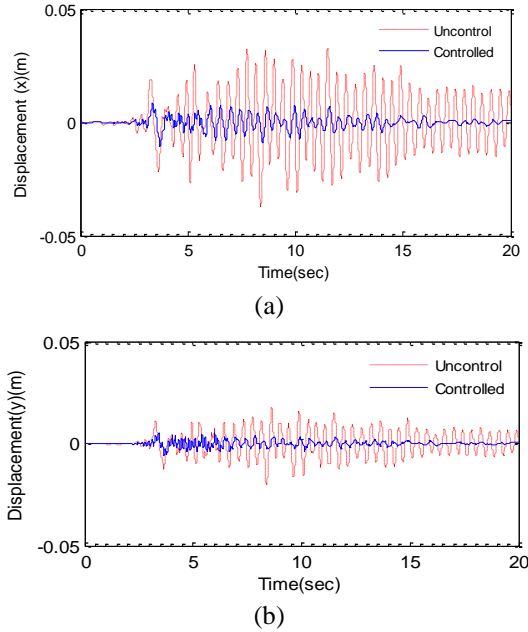 0.05
Uncontrol
Controlled
Displacement (x)(m)
0
-0.05
0 5 10 15 20
Time(sec)
(a)
0.05
Uncontrol
Controlled
Displacement(y)(m)
0
-0.05
0 5 10 15 20
Time(sec)
(b)